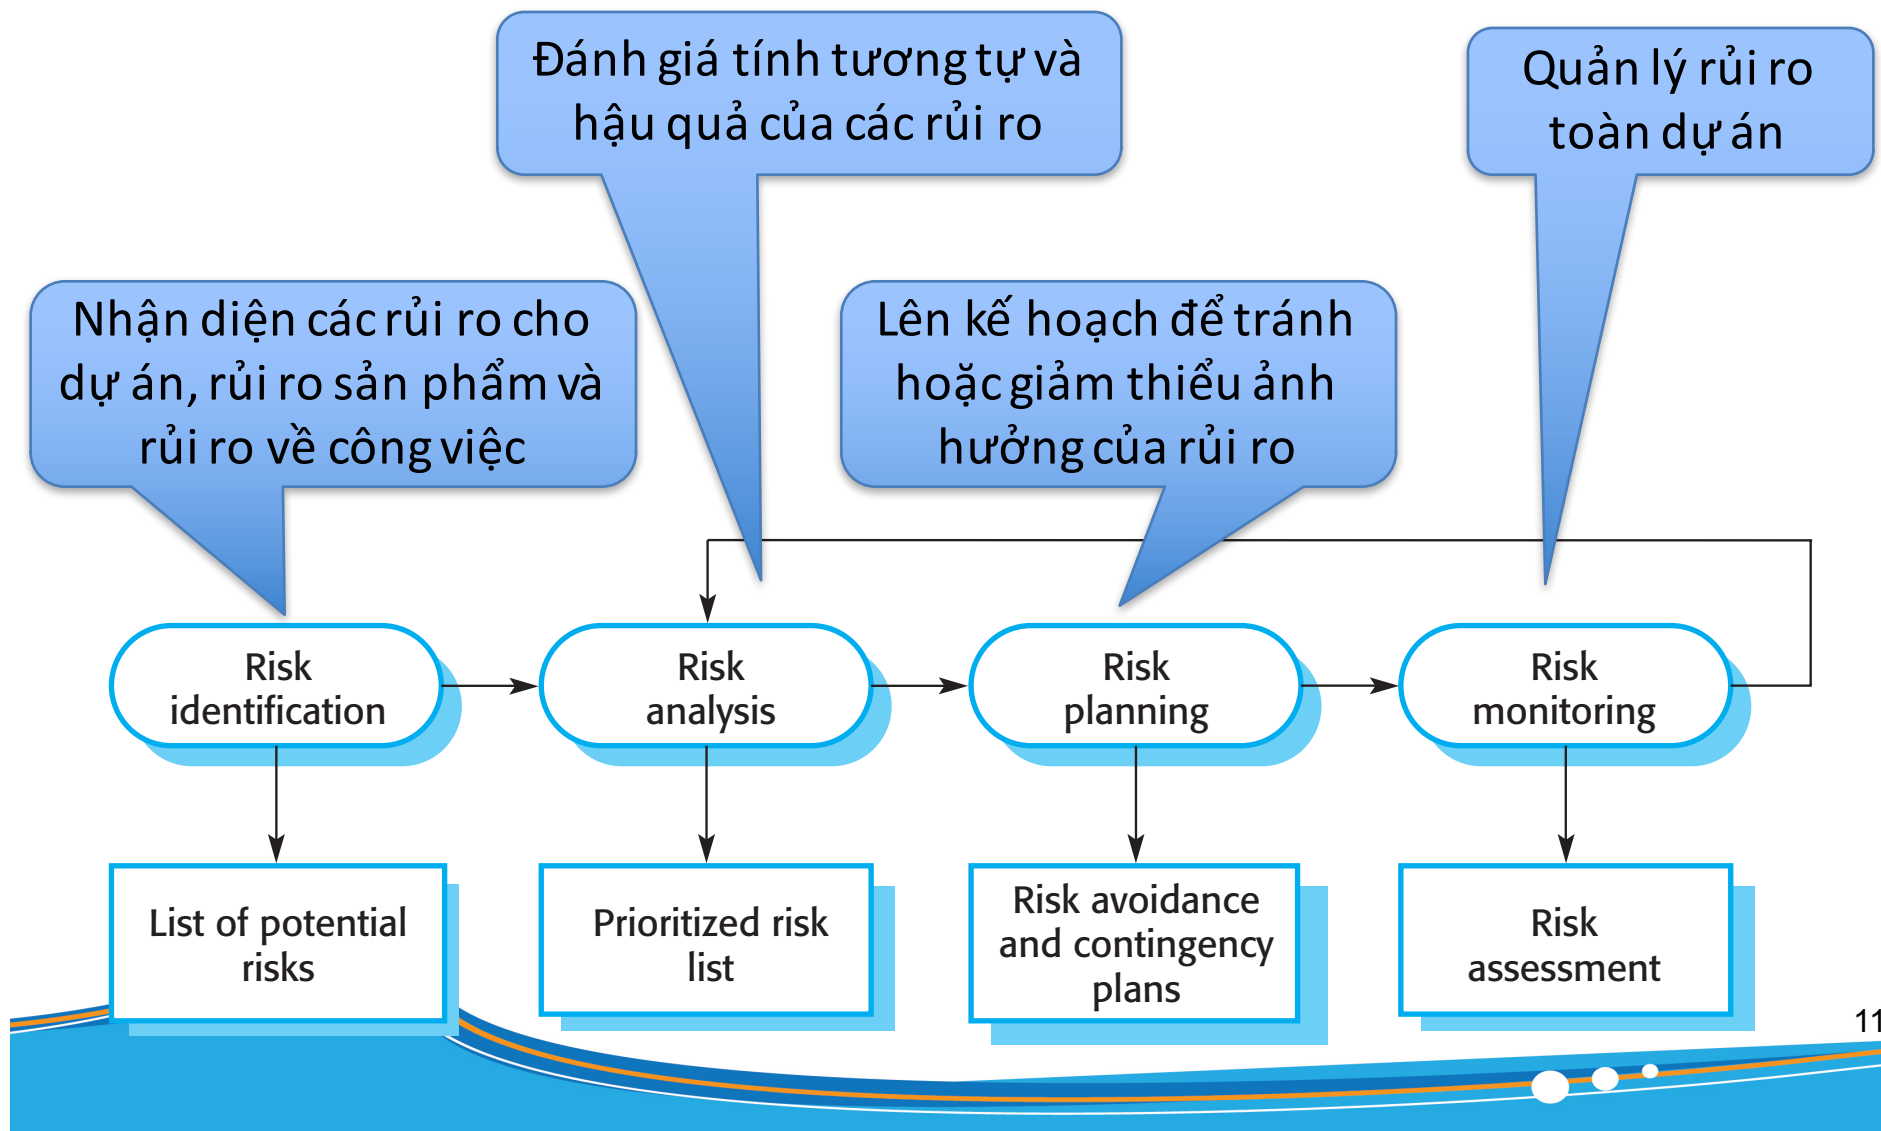 Đánh giá tính tương tự và
hậu quả của các rủi ro
Quản lý rủi ro
toàn dự án
Nhận diện các rủi ro cho
dự án, rủi ro sản phẩm và
rủi ro về công việc
Lên kế hoạch để tránh
hoặc giảm thiểu ảnh
hưởng của rủi ro
Risk
identification
Risk
analysis
Risk
planning
Risk
monitoring
List of potential
risks
Prioritized risk
list
Risk avoidance
and contingency
plans
Risk
assessment
11